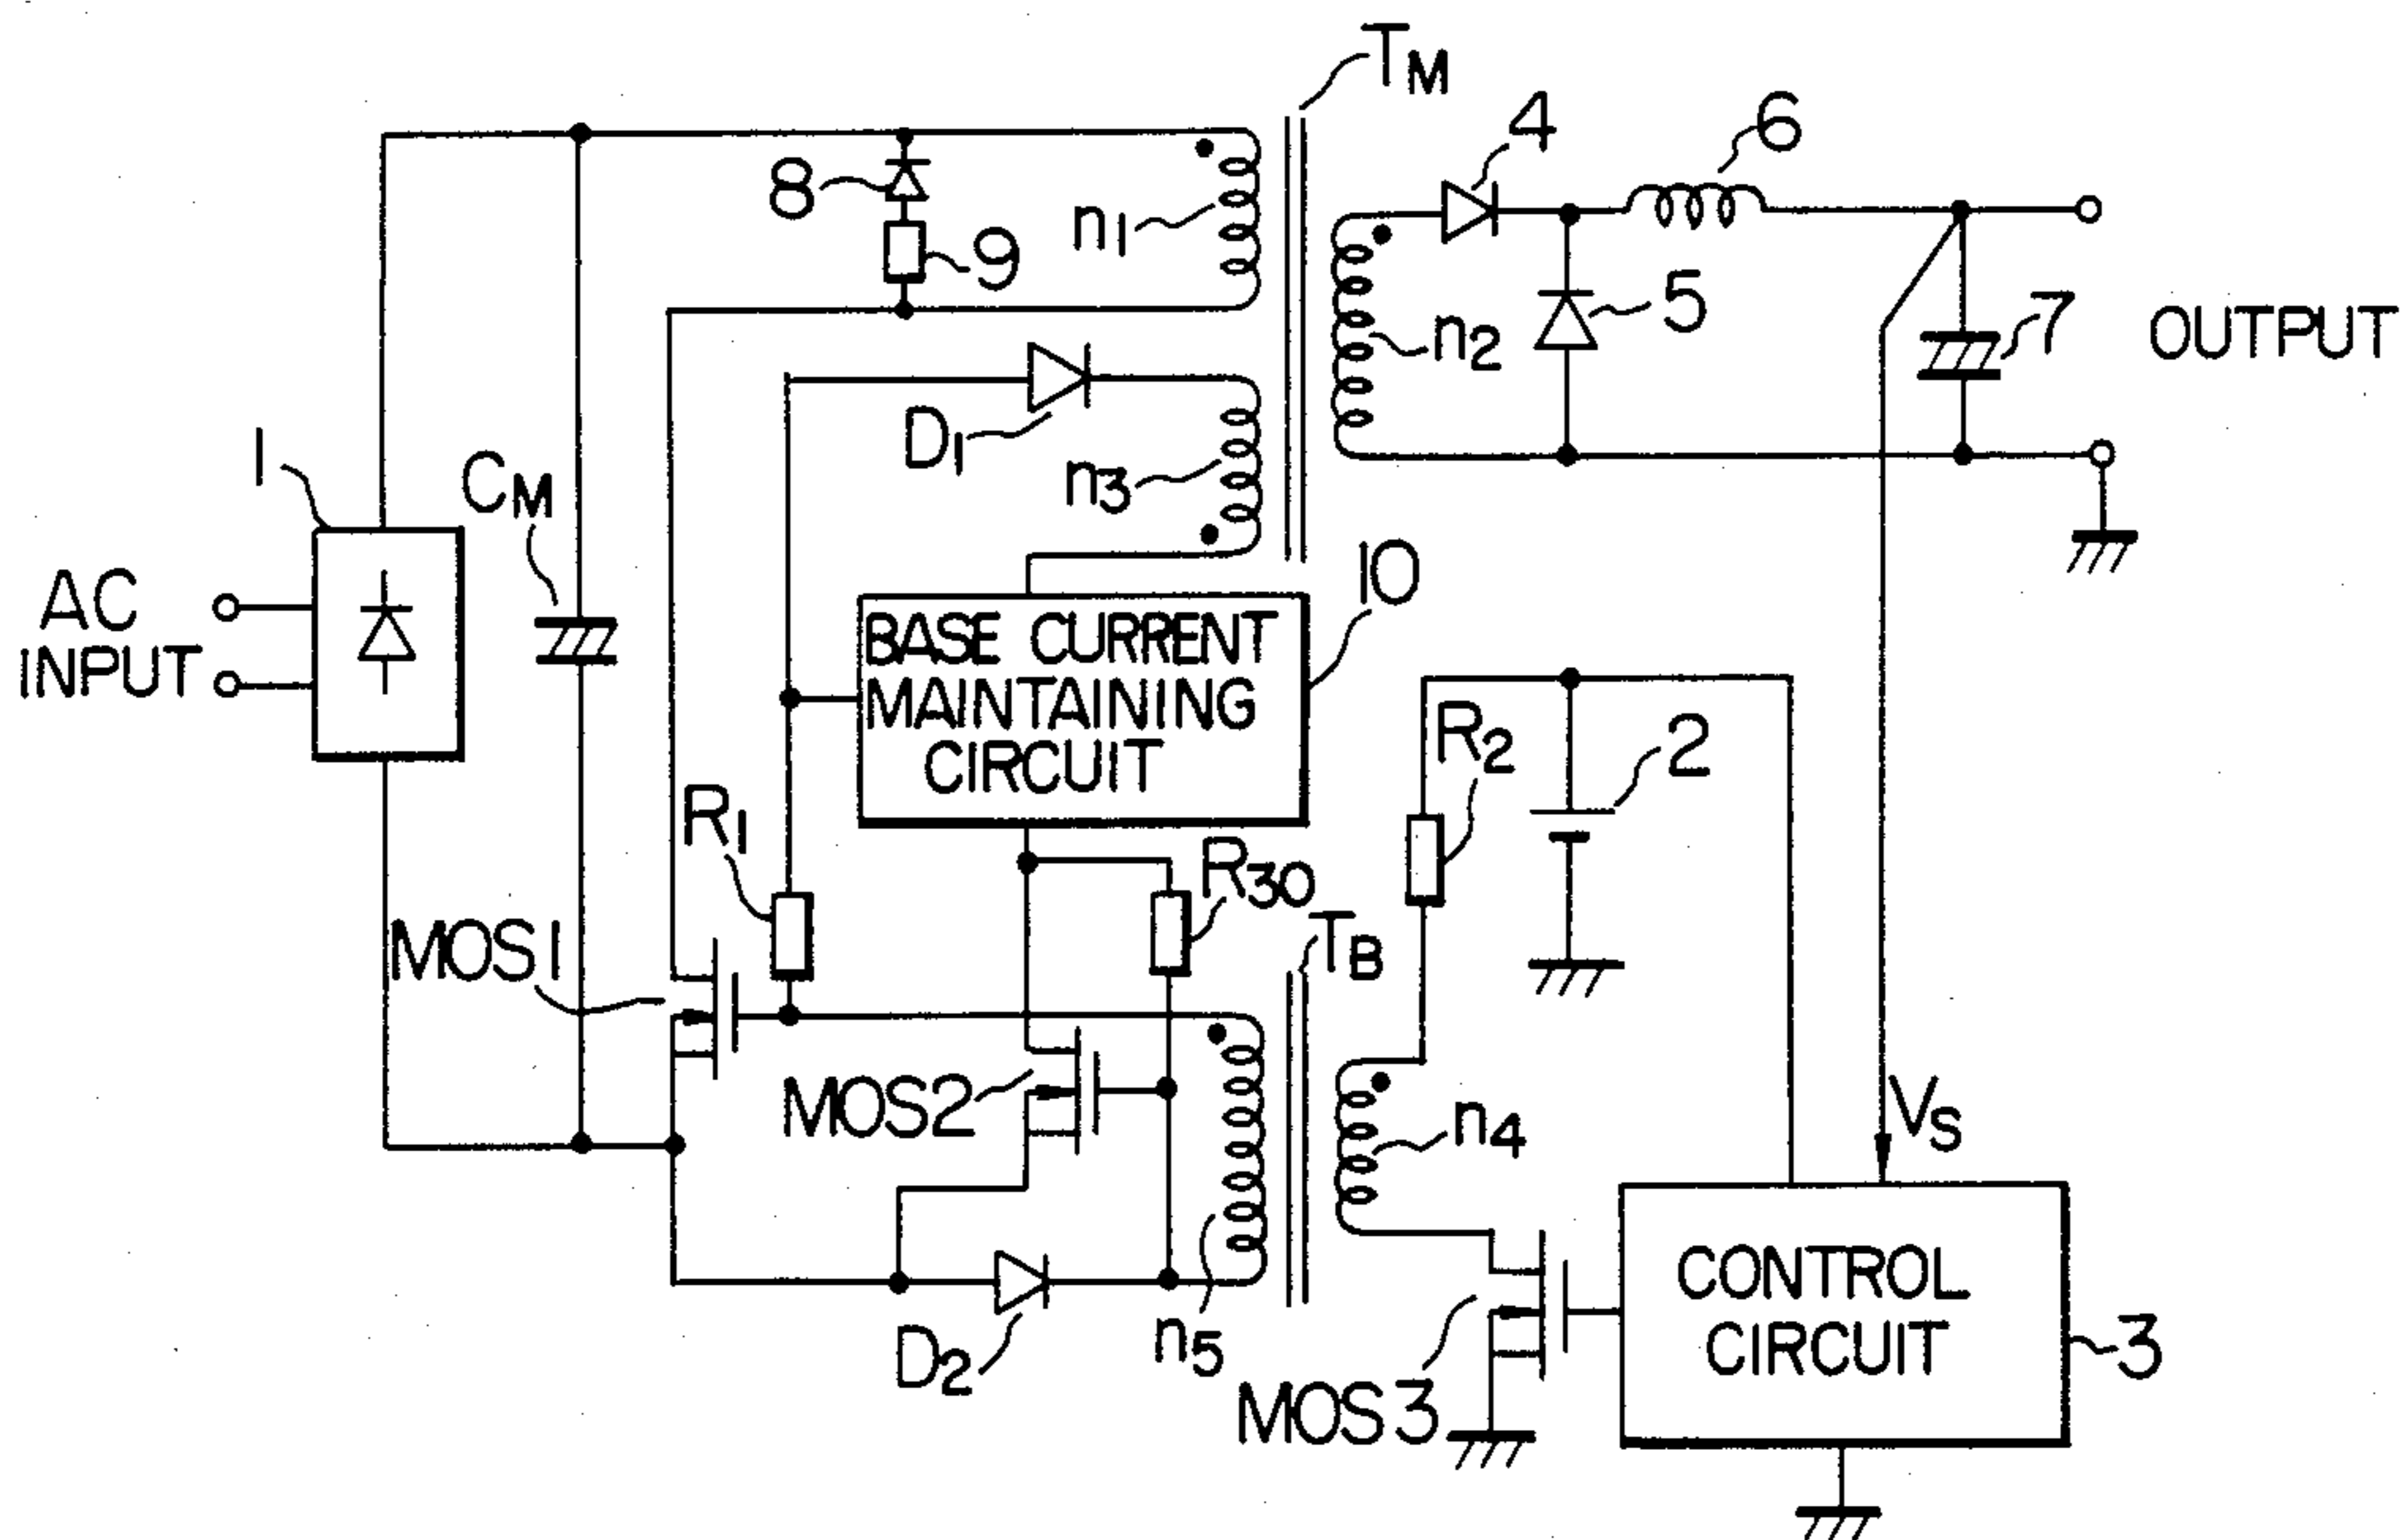 TM
4
6
8
9
n1
n2
5
7
OUTPUT
D1
n3
1
CM
AC
INPUT
10
BASE CURRENT
MAINTAINING
CIRCUIT
R1
R2
2
R30
TB
MOS1
MOS2
n4
VS
D2
n5
MOS3
CONTROL
CIRCUIT
3